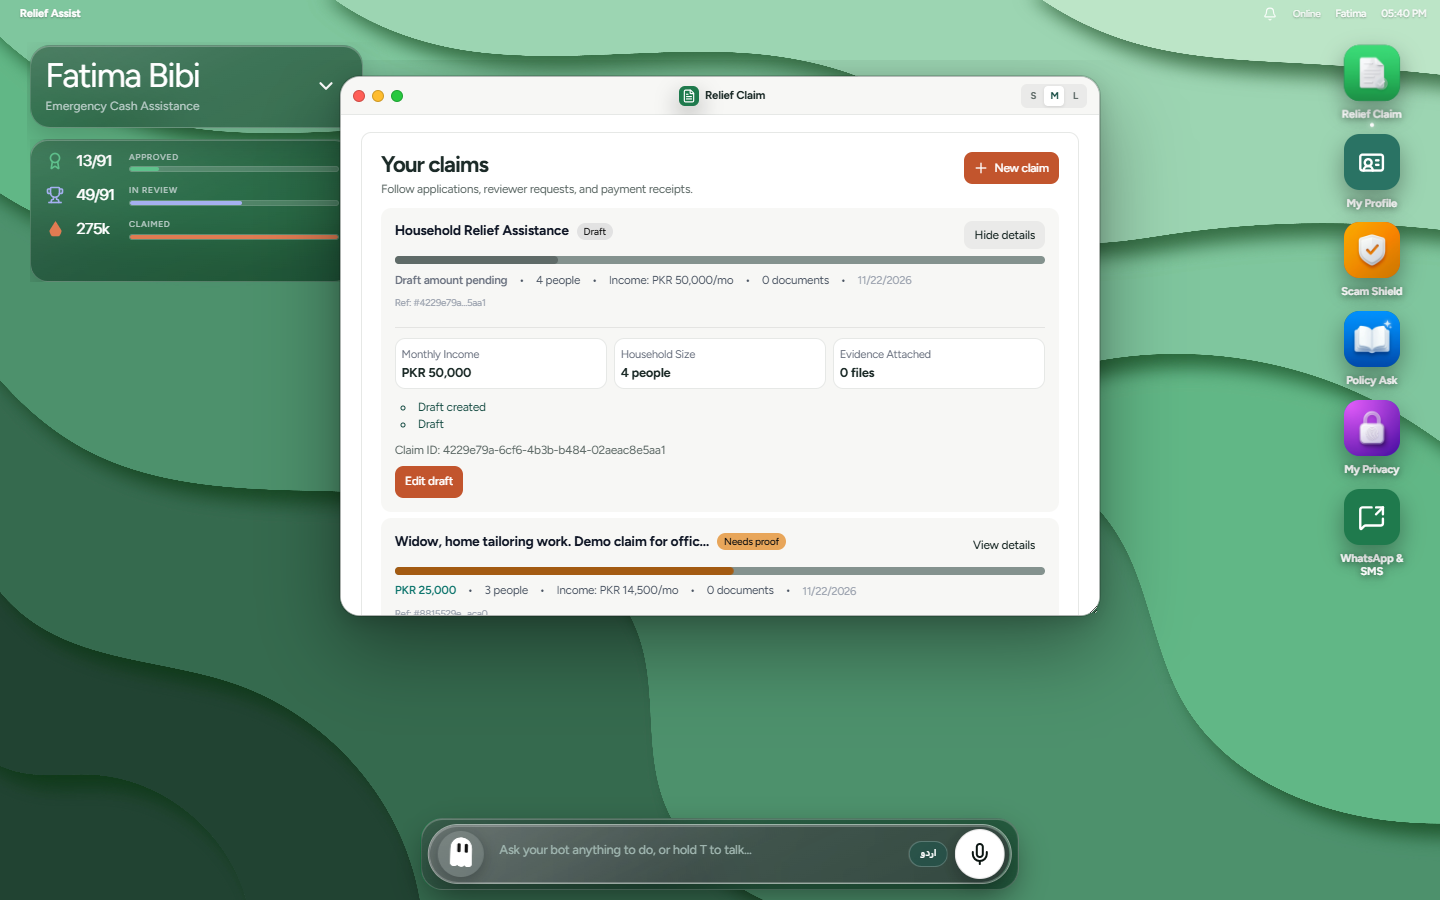 Relief Assist
Online Fatima 05:40 PM
Fatima Bibi
Emergency Cash Assistance
13/91 APPROVED
49/91 IN REVIEW
275k CLAIMED
Relief Claim
S M L
Your claims
Follow applications, reviewer requests, and payment receipts.
New claim
Household Relief Assistance Draft
Hide details
Draft amount pending • 4 people • Income: PKR 50,000/mo • 0 documents • 11/22/2026
Ref: #4229e79a...5aa1
Monthly Income
PKR 50,000
Household Size
4 people
Evidence Attached
0 files
Draft created
Draft
Claim ID: 4229e79a-6cf6-4b3b-b484-02aeac8e5aa1
Edit draft
Widow, home tailoring work. Demo claim for offic... Needs proof
View details
PKR 25,000 • 3 people • Income: PKR 14,500/mo • 0 documents • 11/22/2026
Ref: #8815529e...aca0
Relief Claim
My Profile
Scam Shield
Policy Ask
My Privacy
WhatsApp &
SMS
Ask your bot anything to do, or hold T to talk...
اردو